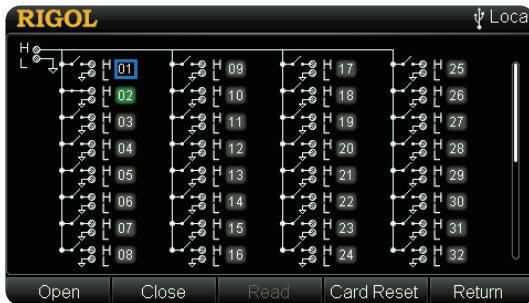 RIGOL Loca
H
L
H 01 H 09 H 17 H 25
L L L L
H 02 H 10 H 18 H 26
L L L L
H 03 H 11 H 19 H 27
L L L L
H 04 H 12 H 20 H 28
L L L L
H 05 H 13 H 21 H 29
L L L L
H 06 H 14 H 22 H 30
L L L L
H 07 H 15 H 23 H 31
L L L L
H 08 H 16 H 24 H 32
L L L L
Open Close Read Card Reset Return